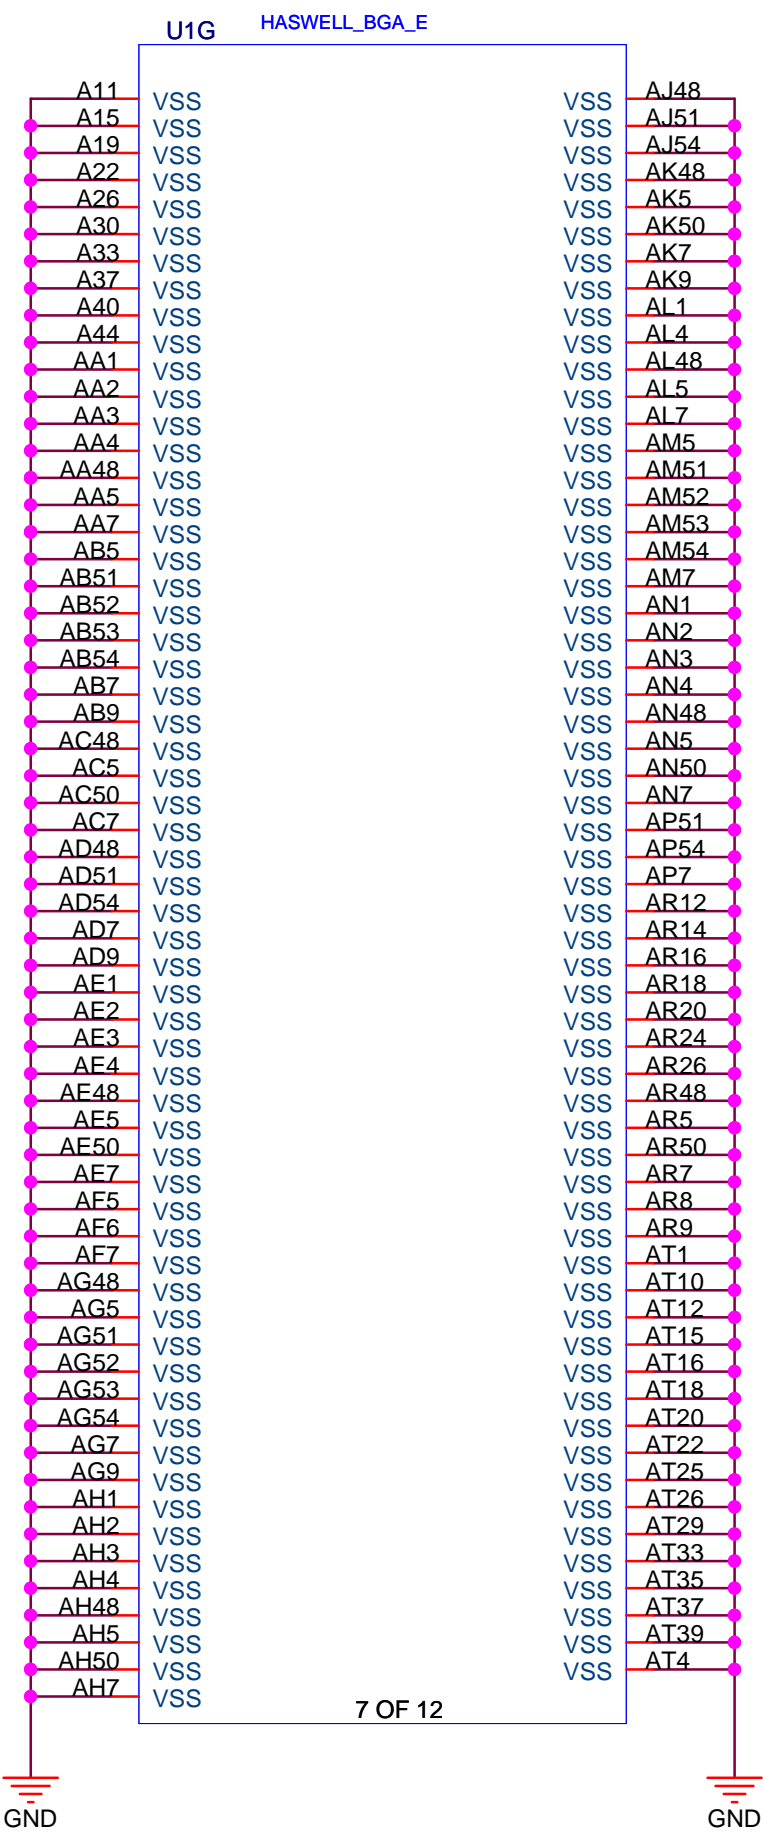 U1G HASWELL_BGA_E
A11 VSS VSS AJ48
A15 VSS VSS AJ51
A19 VSS VSS AJ54
A22 VSS VSS AK48
A26 VSS VSS AK5
A30 VSS VSS AK50
A33 VSS VSS AK7
A37 VSS VSS AK9
A40 VSS VSS AL1
A44 VSS VSS AL4
AA1 VSS VSS AL48
AA2 VSS VSS AL5
AA3 VSS VSS AL7
AA4 VSS VSS AM5
AA48 VSS VSS AM51
AA5 VSS VSS AM52
AA7 VSS VSS AM53
AB5 VSS VSS AM54
AB51 VSS VSS AM7
AB52 VSS VSS AN1
AB53 VSS VSS AN2
AB54 VSS VSS AN3
AB7 VSS VSS AN4
AB9 VSS VSS AN48
AC48 VSS VSS AN5
AC5 VSS VSS AN50
AC50 VSS VSS AN7
AC7 VSS VSS AP51
AD48 VSS VSS AP54
AD51 VSS VSS AP7
AD54 VSS VSS AR12
AD7 VSS VSS AR14
AD9 VSS VSS AR16
AE1 VSS VSS AR18
AE2 VSS VSS AR20
AE3 VSS VSS AR24
AE4 VSS VSS AR26
AE48 VSS VSS AR48
AE5 VSS VSS AR5
AE50 VSS VSS AR50
AE7 VSS VSS AR7
AF5 VSS VSS AR8
AF6 VSS VSS AR9
AF7 VSS VSS AT1
AG48 VSS VSS AT10
AG5 VSS VSS AT12
AG51 VSS VSS AT15
AG52 VSS VSS AT16
AG53 VSS VSS AT18
AG54 VSS VSS AT20
AG7 VSS VSS AT22
AG9 VSS VSS AT25
AH1 VSS VSS AT26
AH2 VSS VSS AT29
AH3 VSS VSS AT33
AH4 VSS VSS AT35
AH48 VSS VSS AT37
AH5 VSS VSS AT39
AH50 VSS VSS AT4
AH7 VSS
7 OF 12
GND GND